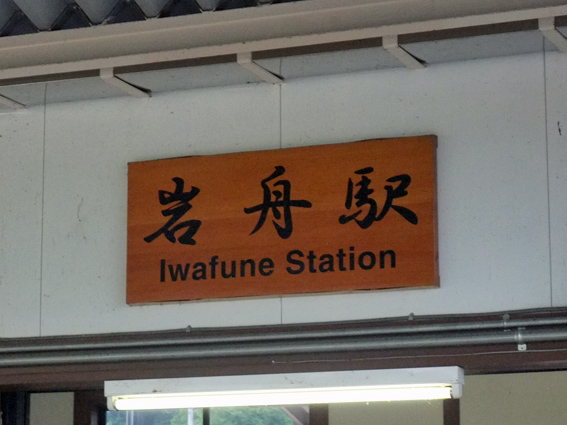 岩舟駅
Iwafune Station